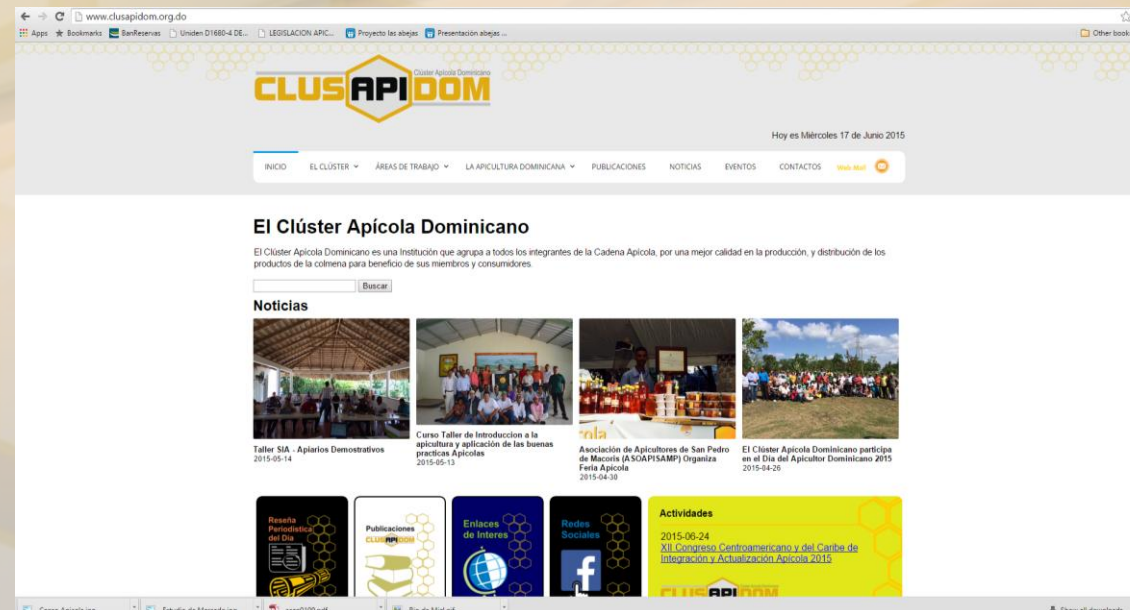 www.clusapidom.org.do
Apps Bookmarks BanReservas Uniden D1680-4 DE... LEGISLACION APIC... Proyecto las abejas Presentación abejas ... Other book
Clúster Apícola Dominicano
CLUSAPIDOM
Hoy es Miércoles 17 de Junio 2015
INICIO EL CLÚSTER ÁREAS DE TRABAJO LA APICULTURA DOMINICANA PUBLICACIONES NOTICIAS EVENTOS CONTACTOS Web Mail
El Clúster Apícola Dominicano
El Clúster Apícola Dominicano es una Institución que agrupa a todos los integrantes de la Cadena Apícola, por una mejor calidad en la producción, y distribución de los
productos de la colmena para beneficio de sus miembros y consumidores.
Buscar
Noticias
ola
Taller SIA - Apiarios Demostrativos
2015-05-14
Curso Taller de Introduccion a la
apicultura y aplicación de las buenas
practicas Apicolas
2015-05-13
Asociación de Apicultores de San Pedro
de Macoris (ASOAPISAMP) Organiza
Feria Apicola
2015-04-30
El Clúster Apícola Dominicano participa
en el Día del Apicultor Dominicano 2015
2015-04-26
Reseña
Periodística
del Día
Publicaciones
CLUSAPIDOM
Enlaces
de Interes
Redes
Sociales
Actividades
2015-06-24
XII Congreso Centroamericano y del Caribe de
Integración y Actualización Apícola 2015
CLUSAPIDOM
Show all downloads